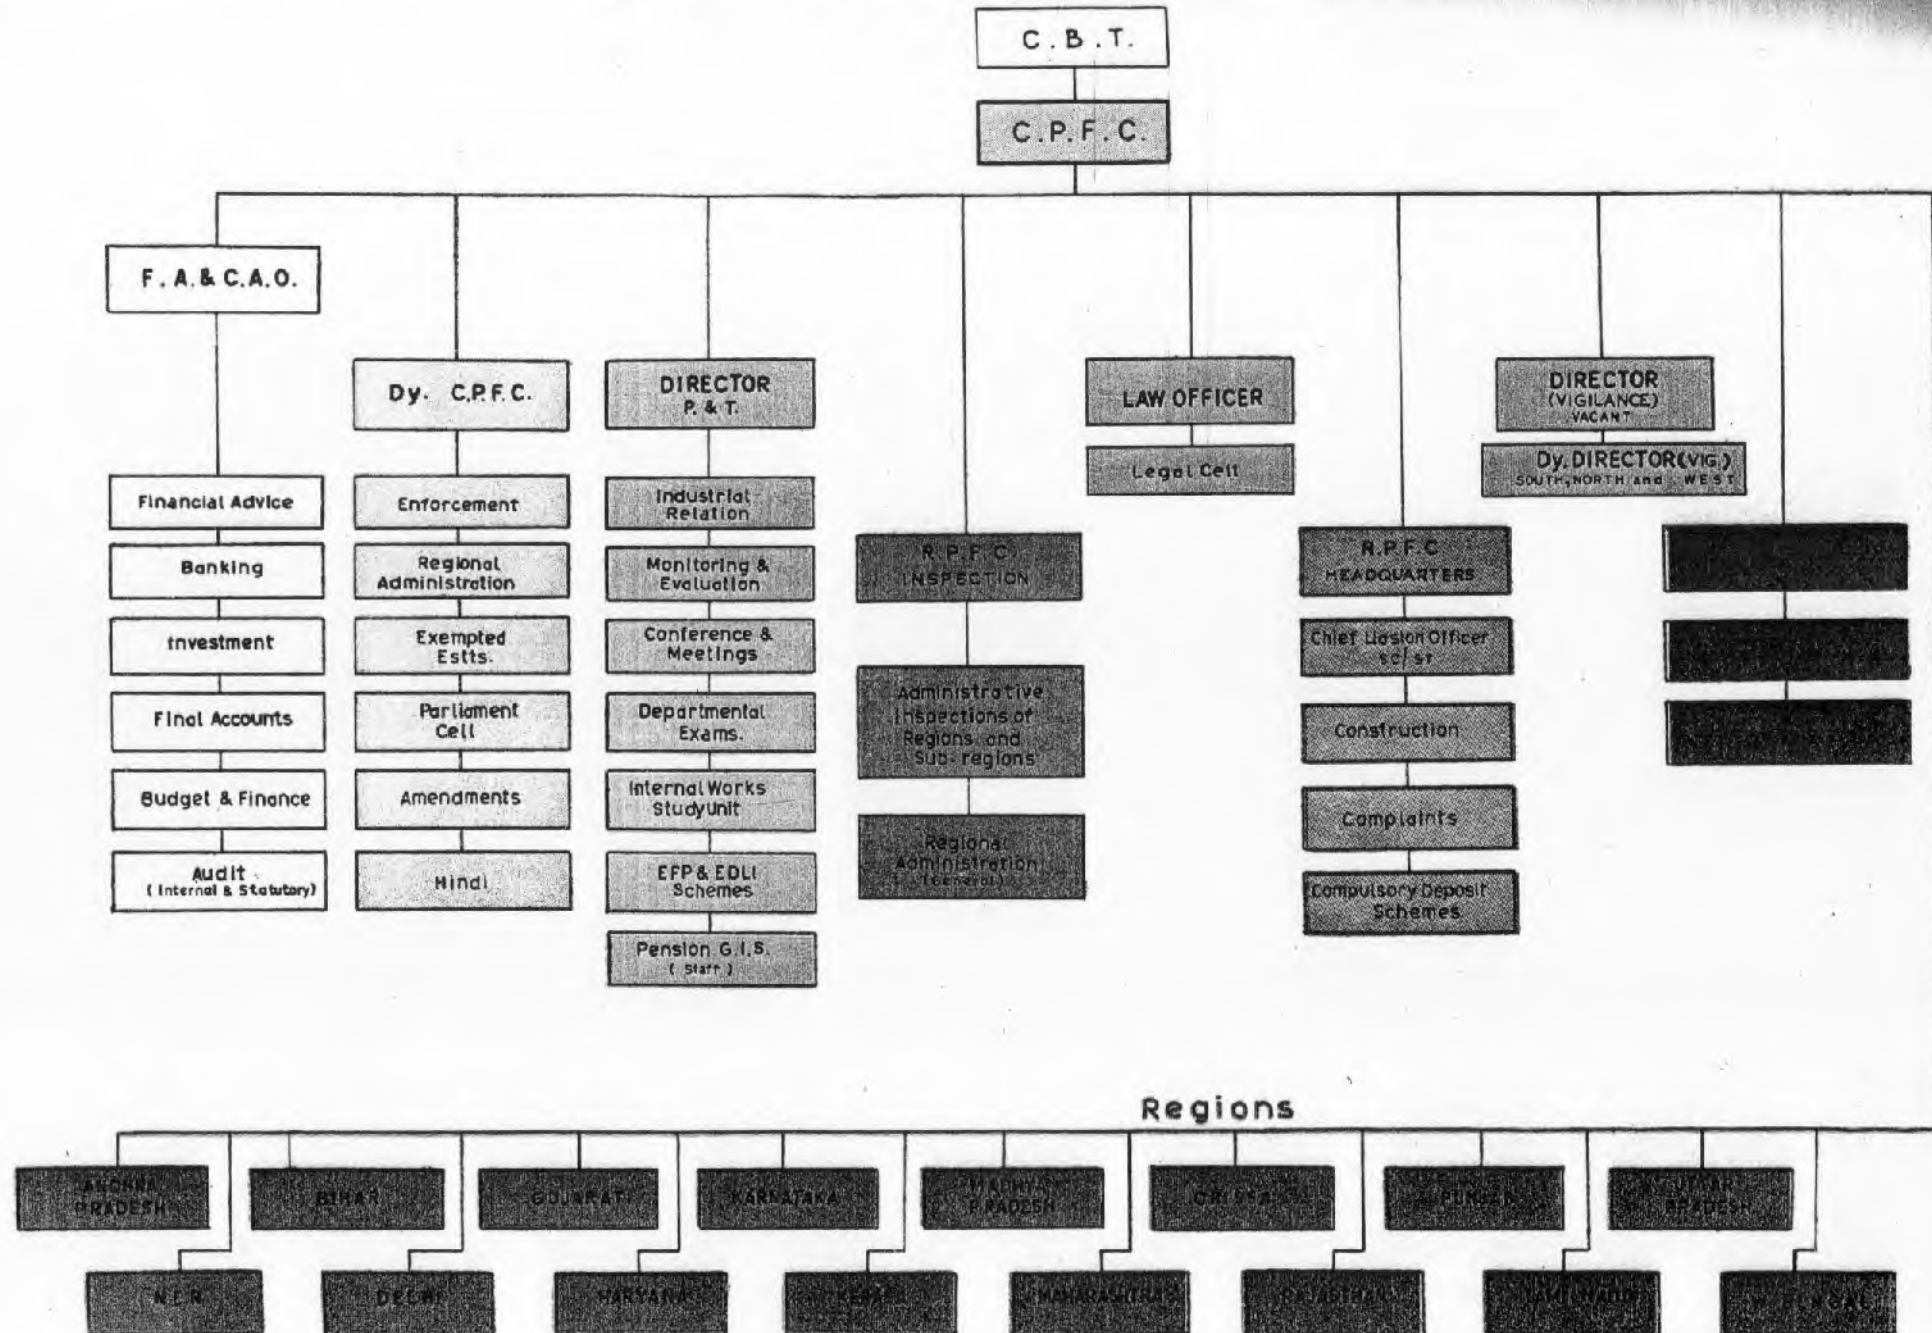 C.B.T.
C.P.F.C.
F.A.& C.A.O.
Financial Advice
Banking
Investment
Final Accounts
Budget & Finance
Audit
(Internal & Statutory)
Dy. C.P.F.C.
Enforcement
Regional
Administration
Exempted
Estts.
Parliament
Cell
Amendments
Hindi
DIRECTOR
P. & T.
Industrial
Relation
Monitoring &
Evaluation
Conference &
Meetings
Departmental
Exams.
Internal Works
Study Unit
EFP & EDLI
Schemes
Pension G.I.S.
( Staff )
R.P.F.C.
INSPECTION
Administrative
Inspections of
Regions and
Sub-regions
Regional
Administration
(General)
LAW OFFICER
Legal Cell
R.P.F.C
HEADQUARTERS
Chief Liasion Officer
SC/ ST
Construction
Complaints
Compulsory Deposit
Schemes
DIRECTOR
(VIGILANCE)
VACANT
Dy. DIRECTOR (VIG.)
SOUTH, NORTH and WEST
Regions
ANDHRA
PRADESH
BIHAR
GUJARAT
KARNATAKA
MADHYA
PRADESH
ORISSA
PUNJAB
UTTAR
PRADESH
DELHI
HARYANA
MAHARASHTRA
RAJASTHAN
TAMIL NADU